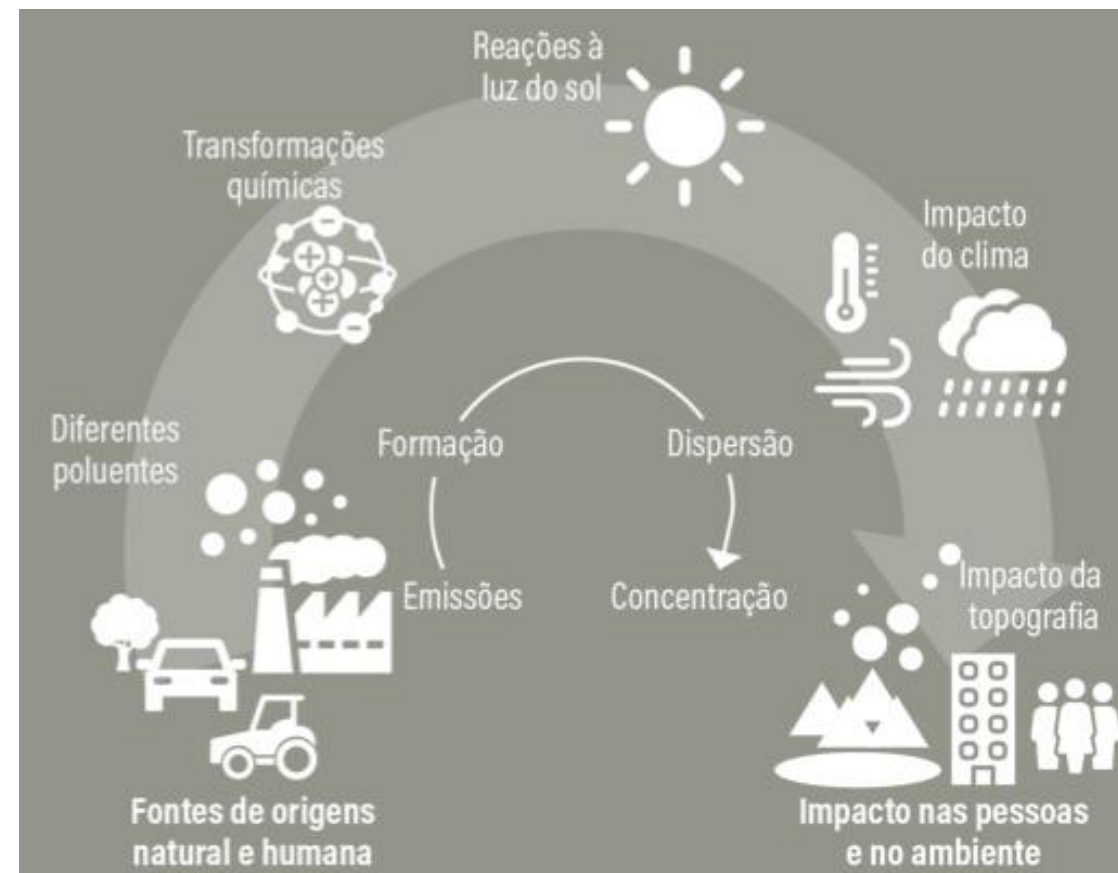 Reações à
luz do sol
Transformações
químicas
Impacto
do clima
Diferentes
poluentes
Formação
Dispersão
Emissões
Concentração
Impacto da
topografia
Fontes de origens
natural e humana
Impacto nas pessoas
e no ambiente